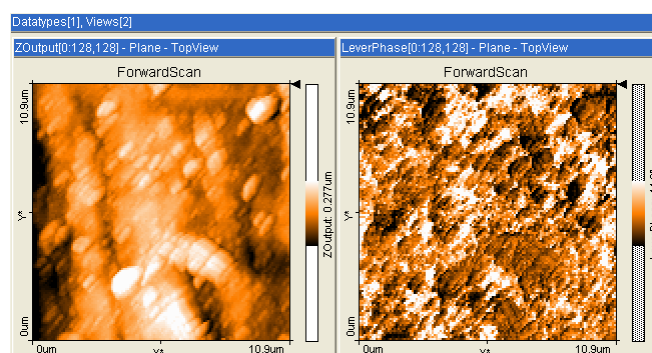 Datatypes[1], Views[2]
ZOutput[0:128,128] - Plane - TopView
ForwardScan
10.9um
Y*
0um
0um
10.9um
ZOutput: 0.277um
LeverPhase[0:128,128] - Plane - TopView
ForwardScan
10.9um
Y*
0um
0um
10.9um